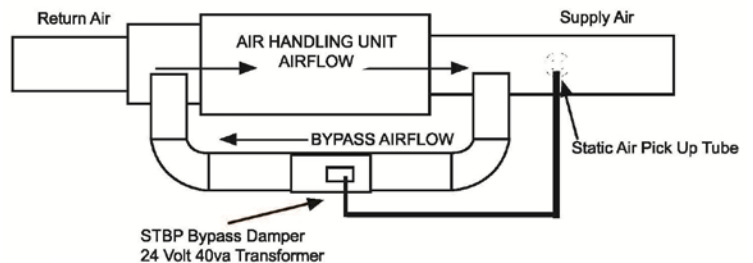 Return Air
Supply Air
AIR HANDLING UNIT
AIRFLOW
BYPASS AIRFLOW
Static Air Pick Up Tube
STBP Bypass Damper
24 Volt 40va Transformer